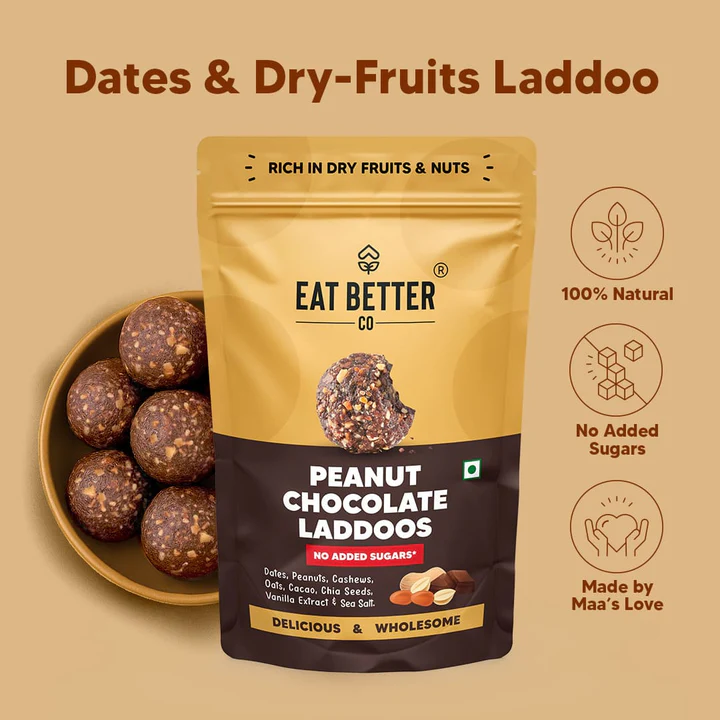 Dates & Dry-Fruits Laddoo
RICH IN DRY FRUITS & NUTS
®
EAT BETTER
CO
PEANUT
CHOCOLATE
LADDOOS
NO ADDED SUGARS*
Dates, Peanuts, Cashews,
Oats, Cacao, Chia Seeds,
Vanilla Extract & Sea Salt.
DELICIOUS & WHOLESOME
100% Natural
No Added
Sugars
Made by
Maa's Love